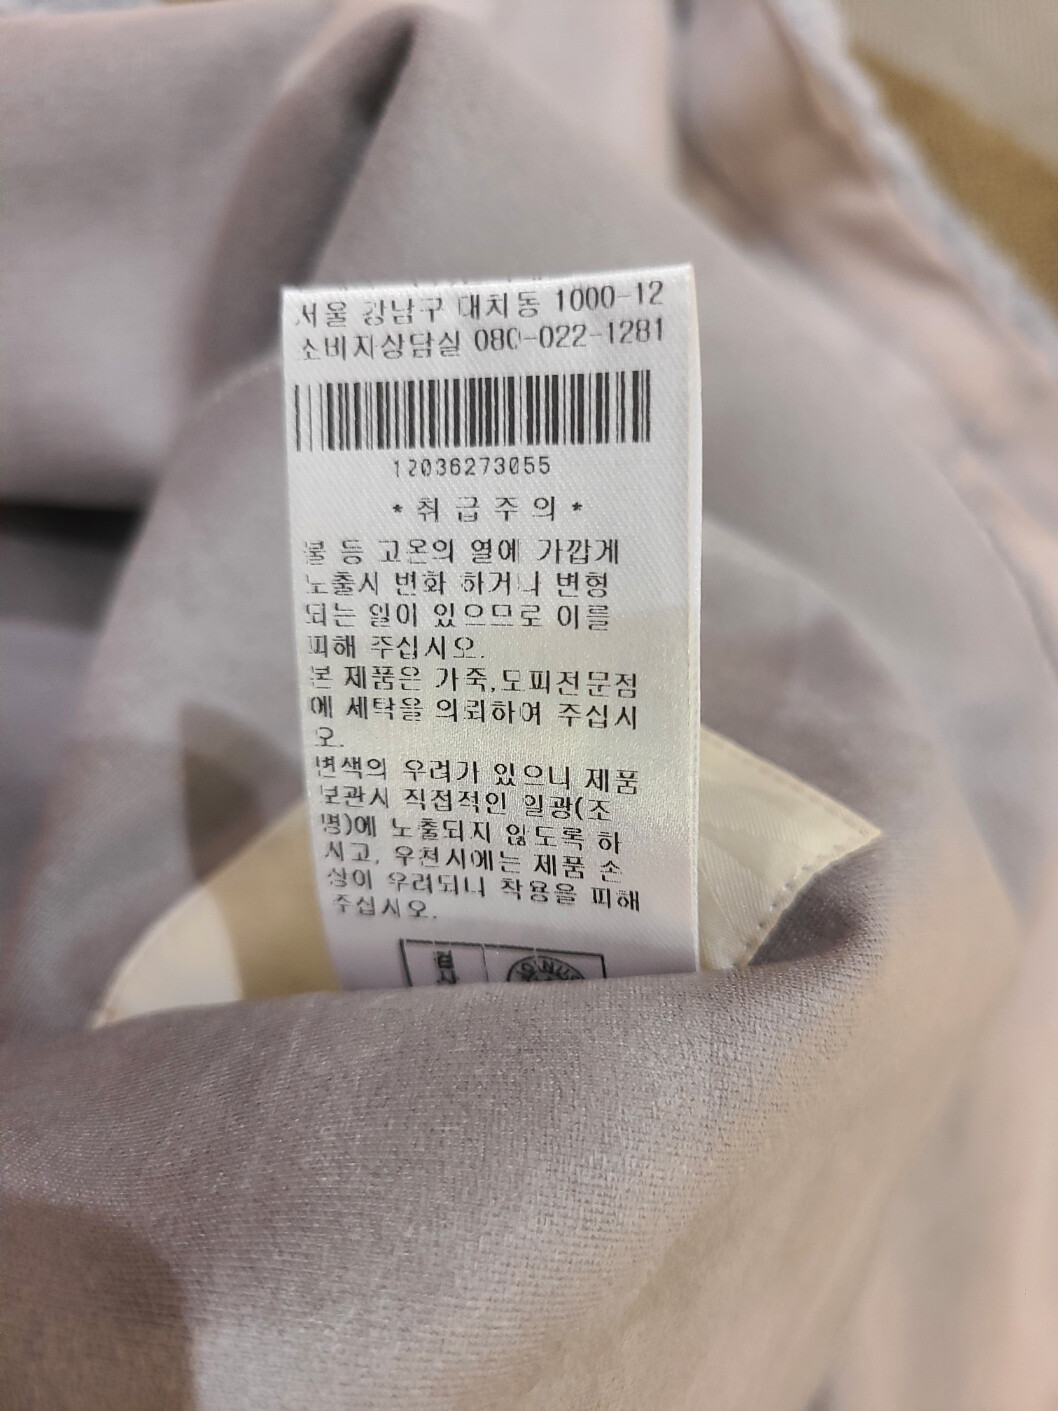 서울 강남구 대치동 1000-12
소비자상담실 080-022-1281
12036273055
* 취 급 주 의 *
불 등 고온의 열에 가깝게
노출시 변화 하거나 변형
되는 일이 있으므로 이를
피해 주십시오.
본 제품은 가죽,모피전문점
에 세탁을 의뢰하여 주십시
오.
변색의 우려가 있으니 제품
보관시 직접적인 일광(조
명)에 노출되지 않도록 하
시고, 우천시에는 제품 손
상이 우려되니 착용을 피해
주십시오.